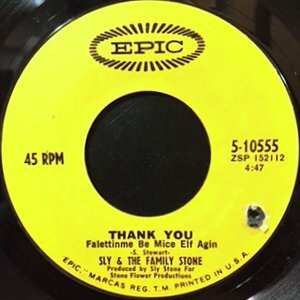 EPIC
45 RPM
5-10555
ZSP 152112
4:47
THANK YOU
Falettinme Be Mice Elf Agin
- S. Stewart-
SLY & THE FAMILY STONE
Produced by Sly Stone For
Stone Flower Productions
"EPIC," MARCAS REG. T.M. PRINTED IN U.S.A.